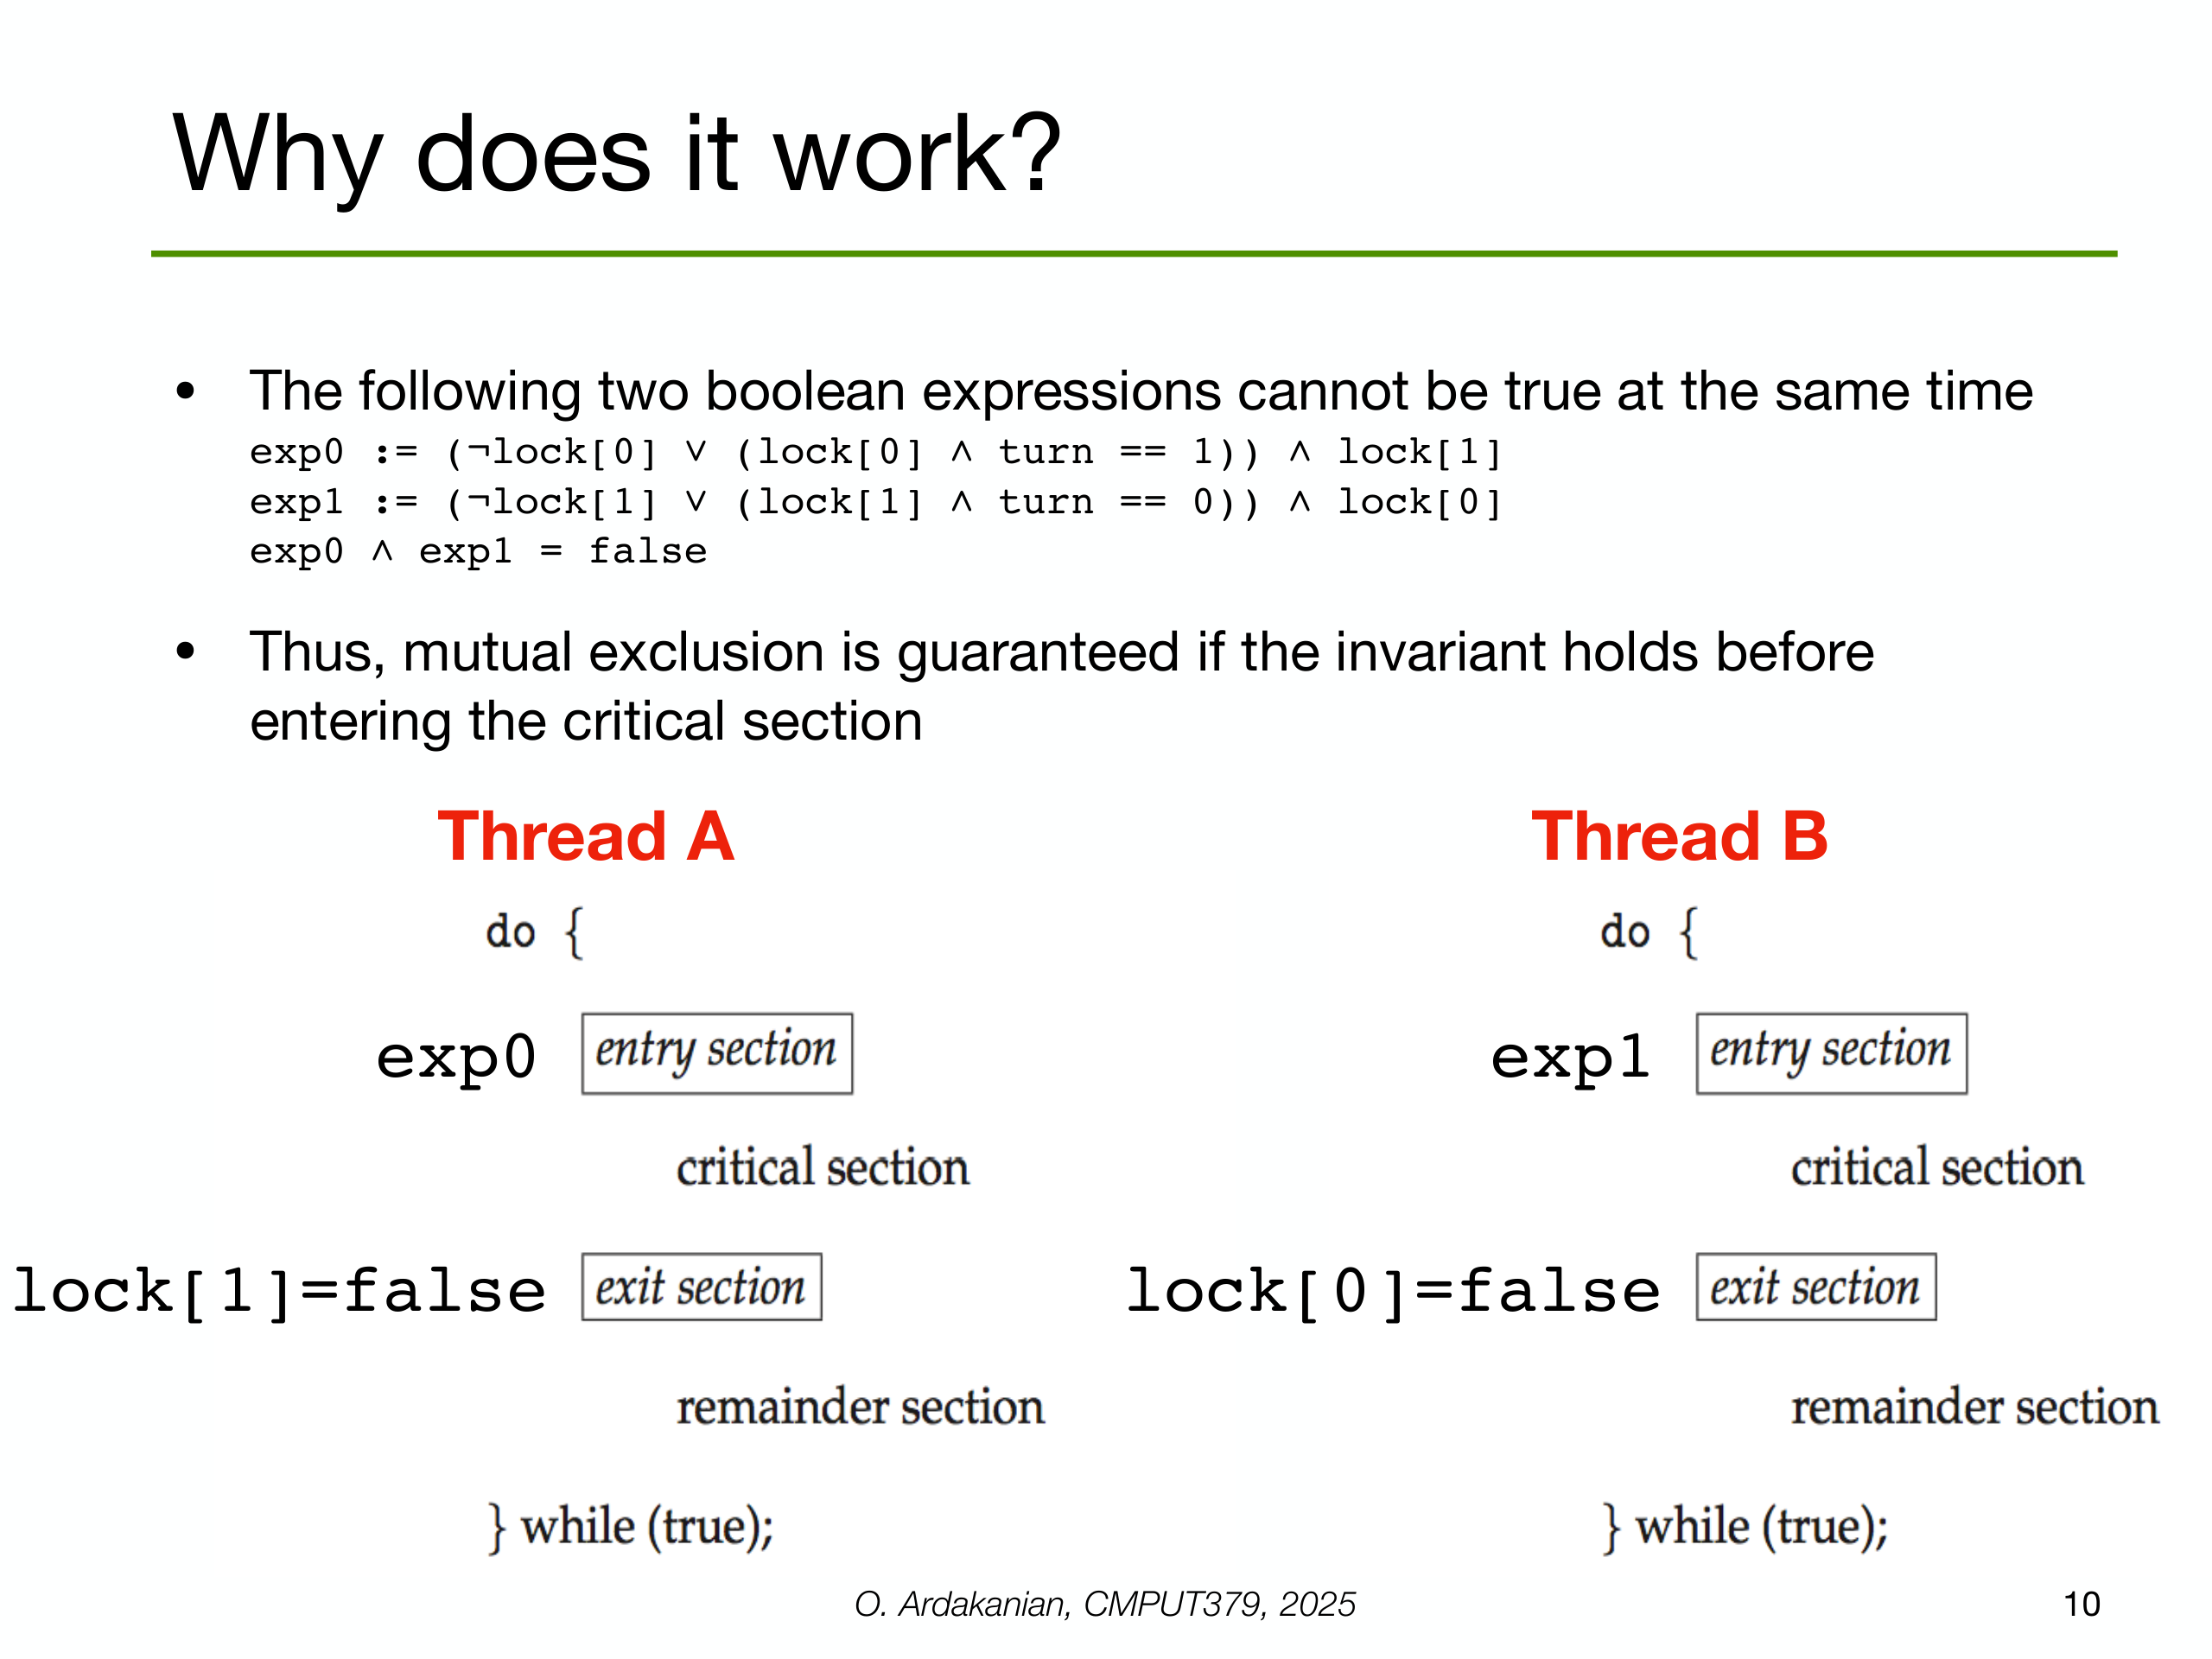 Why does it work?
• The following two boolean expressions cannot be true at the same time
exp0 := (¬lock[0] ∨ (lock[0] ∧ turn == 1)) ∧ lock[1]
exp1 := (¬lock[1] ∨ (lock[1] ∧ turn == 0)) ∧ lock[0]
exp0 ∧ exp1 = false
• Thus, mutual exclusion is guaranteed if the invariant holds before
entering the critical section
Thread A
do {
exp0 entry section
critical section
lock[1]=false exit section
remainder section
} while (true);
Thread B
do {
exp1 entry section
critical section
lock[0]=false exit section
remainder section
} while (true);
O. Ardakanian, CMPUT379, 2025
10